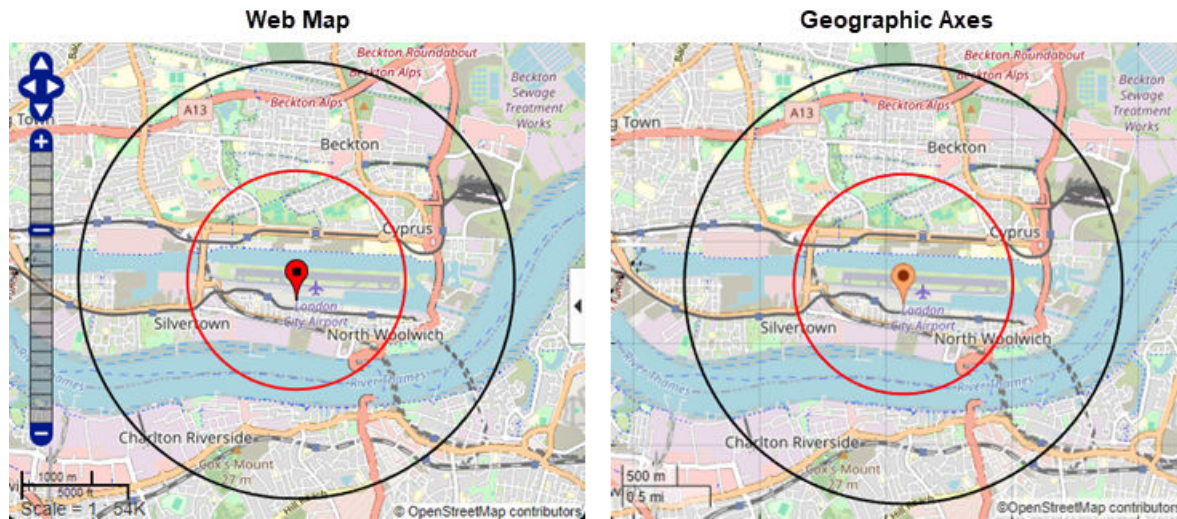 Web Map
Geographic Axes
Beckton Roundabout
Beckton Alps
Beckton Alps
Beckton
Sewage
Treatment
Works
A13
g Town
Beckton
Cyprus
London
City Airport
Silvertown
North Woolwich
River Thames
Charlton Riverside
Cox's Mount
27 m
1000 m
5000 ft
Scale = 1 : 54K
© OpenStreetMap contributors
Beckton Roundabout
Beckton Alps
Beckton Alps
Beckton
Sewage
Treatment
Works
A13
g Town
Beckton
Cyprus
London
City Airport
Silvertown
North Woolwich
River Thames
Charlton Riverside
Cox's Mount
27 m
500 m
0.5 mi
©OpenStreetMap contributors